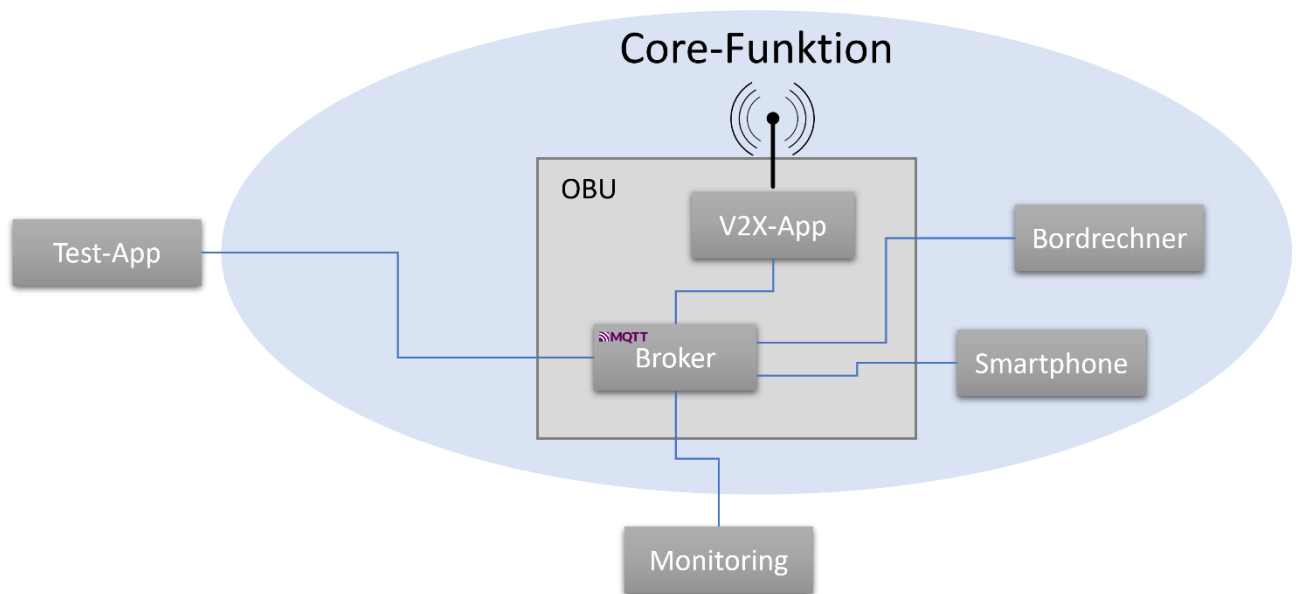 Core-Funktion
OBU
V2X-App
Test-App
Bordrechner
MQTT
Broker
Smartphone
Monitoring